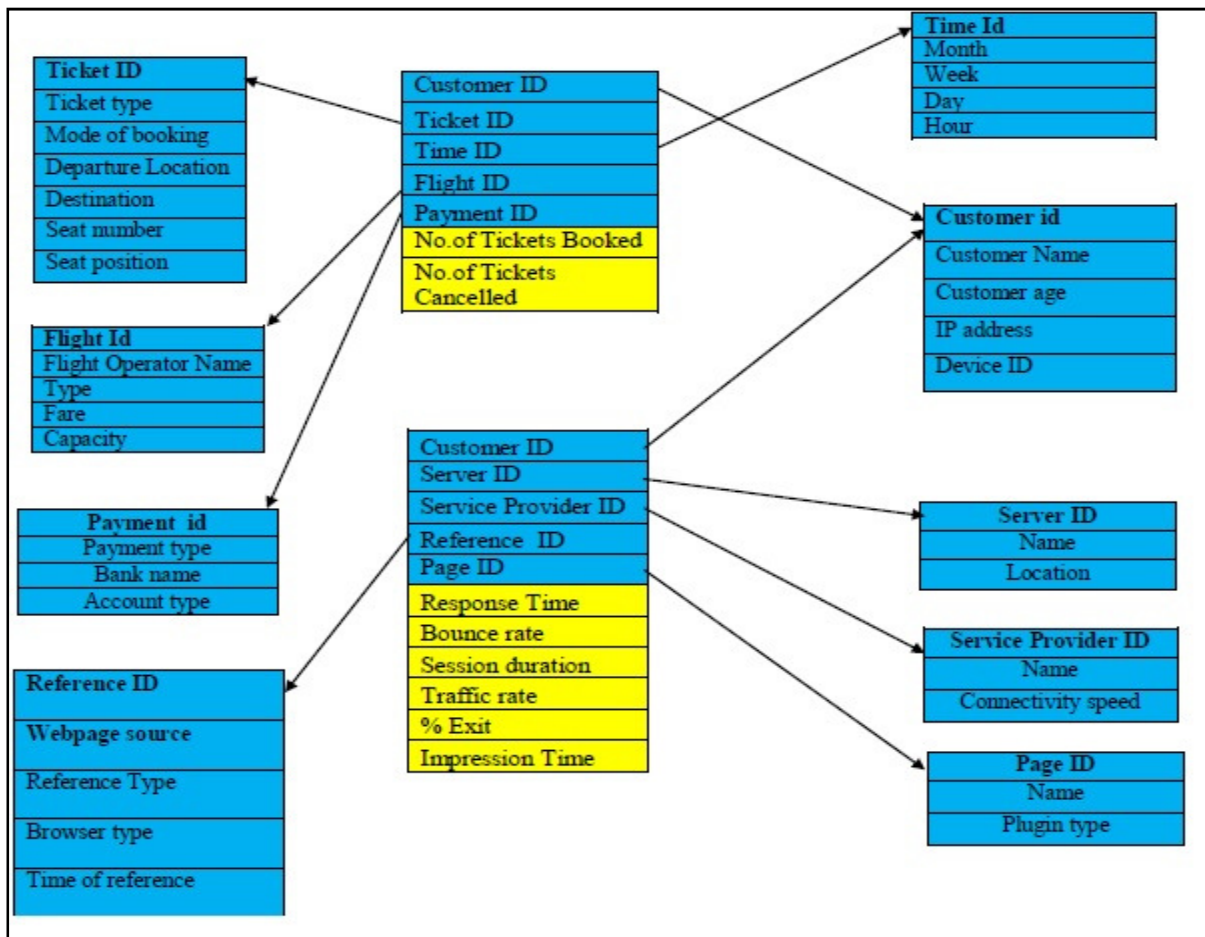 Ticket ID
Ticket type
Mode of booking
Departure Location
Destination
Seat number
Seat position
Customer ID
Ticket ID
Time ID
Flight ID
Payment ID
No.of Tickets Booked
No.of Tickets
Cancelled
Time Id
Month
Week
Day
Hour
Customer id
Customer Name
Customer age
IP address
Device ID
Flight Id
Flight Operator Name
Type
Fare
Capacity
Payment id
Payment type
Bank name
Account type
Customer ID
Server ID
Service Provider ID
Reference ID
Page ID
Response Time
Bounce rate
Session duration
Traffic rate
% Exit
Impression Time
Server ID
Name
Location
Service Provider ID
Name
Connectivity speed
Page ID
Name
Plugin type
Reference ID
Webpage source
Reference Type
Browser type
Time of reference